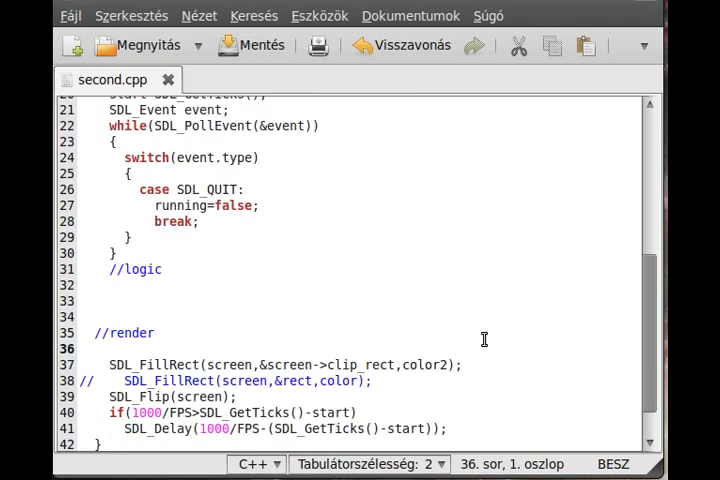 Fájl Szerkesztés Nézet Keresés Eszközök Dokumentumok Súgó
Megnyitás Mentés Visszavonás
second.cpp
21 SDL_Event event;
22 while(SDL_PollEvent(&event))
23 {
24 switch(event.type)
25 {
26 case SDL_QUIT:
27 running=false;
28 break;
29 }
30 }
31 //logic
32
33
34
35 //render
36
37 SDL_FillRect(screen,&screen->clip_rect,color2);
38 // SDL_FillRect(screen,&rect,color);
39 SDL_Flip(screen);
40 if(1000/FPS>SDL_GetTicks()-start)
41 SDL_Delay(1000/FPS-(SDL_GetTicks()-start));
42 }
C++ Tabulátorszélesség: 2 36. sor, 1. oszlop BESZ